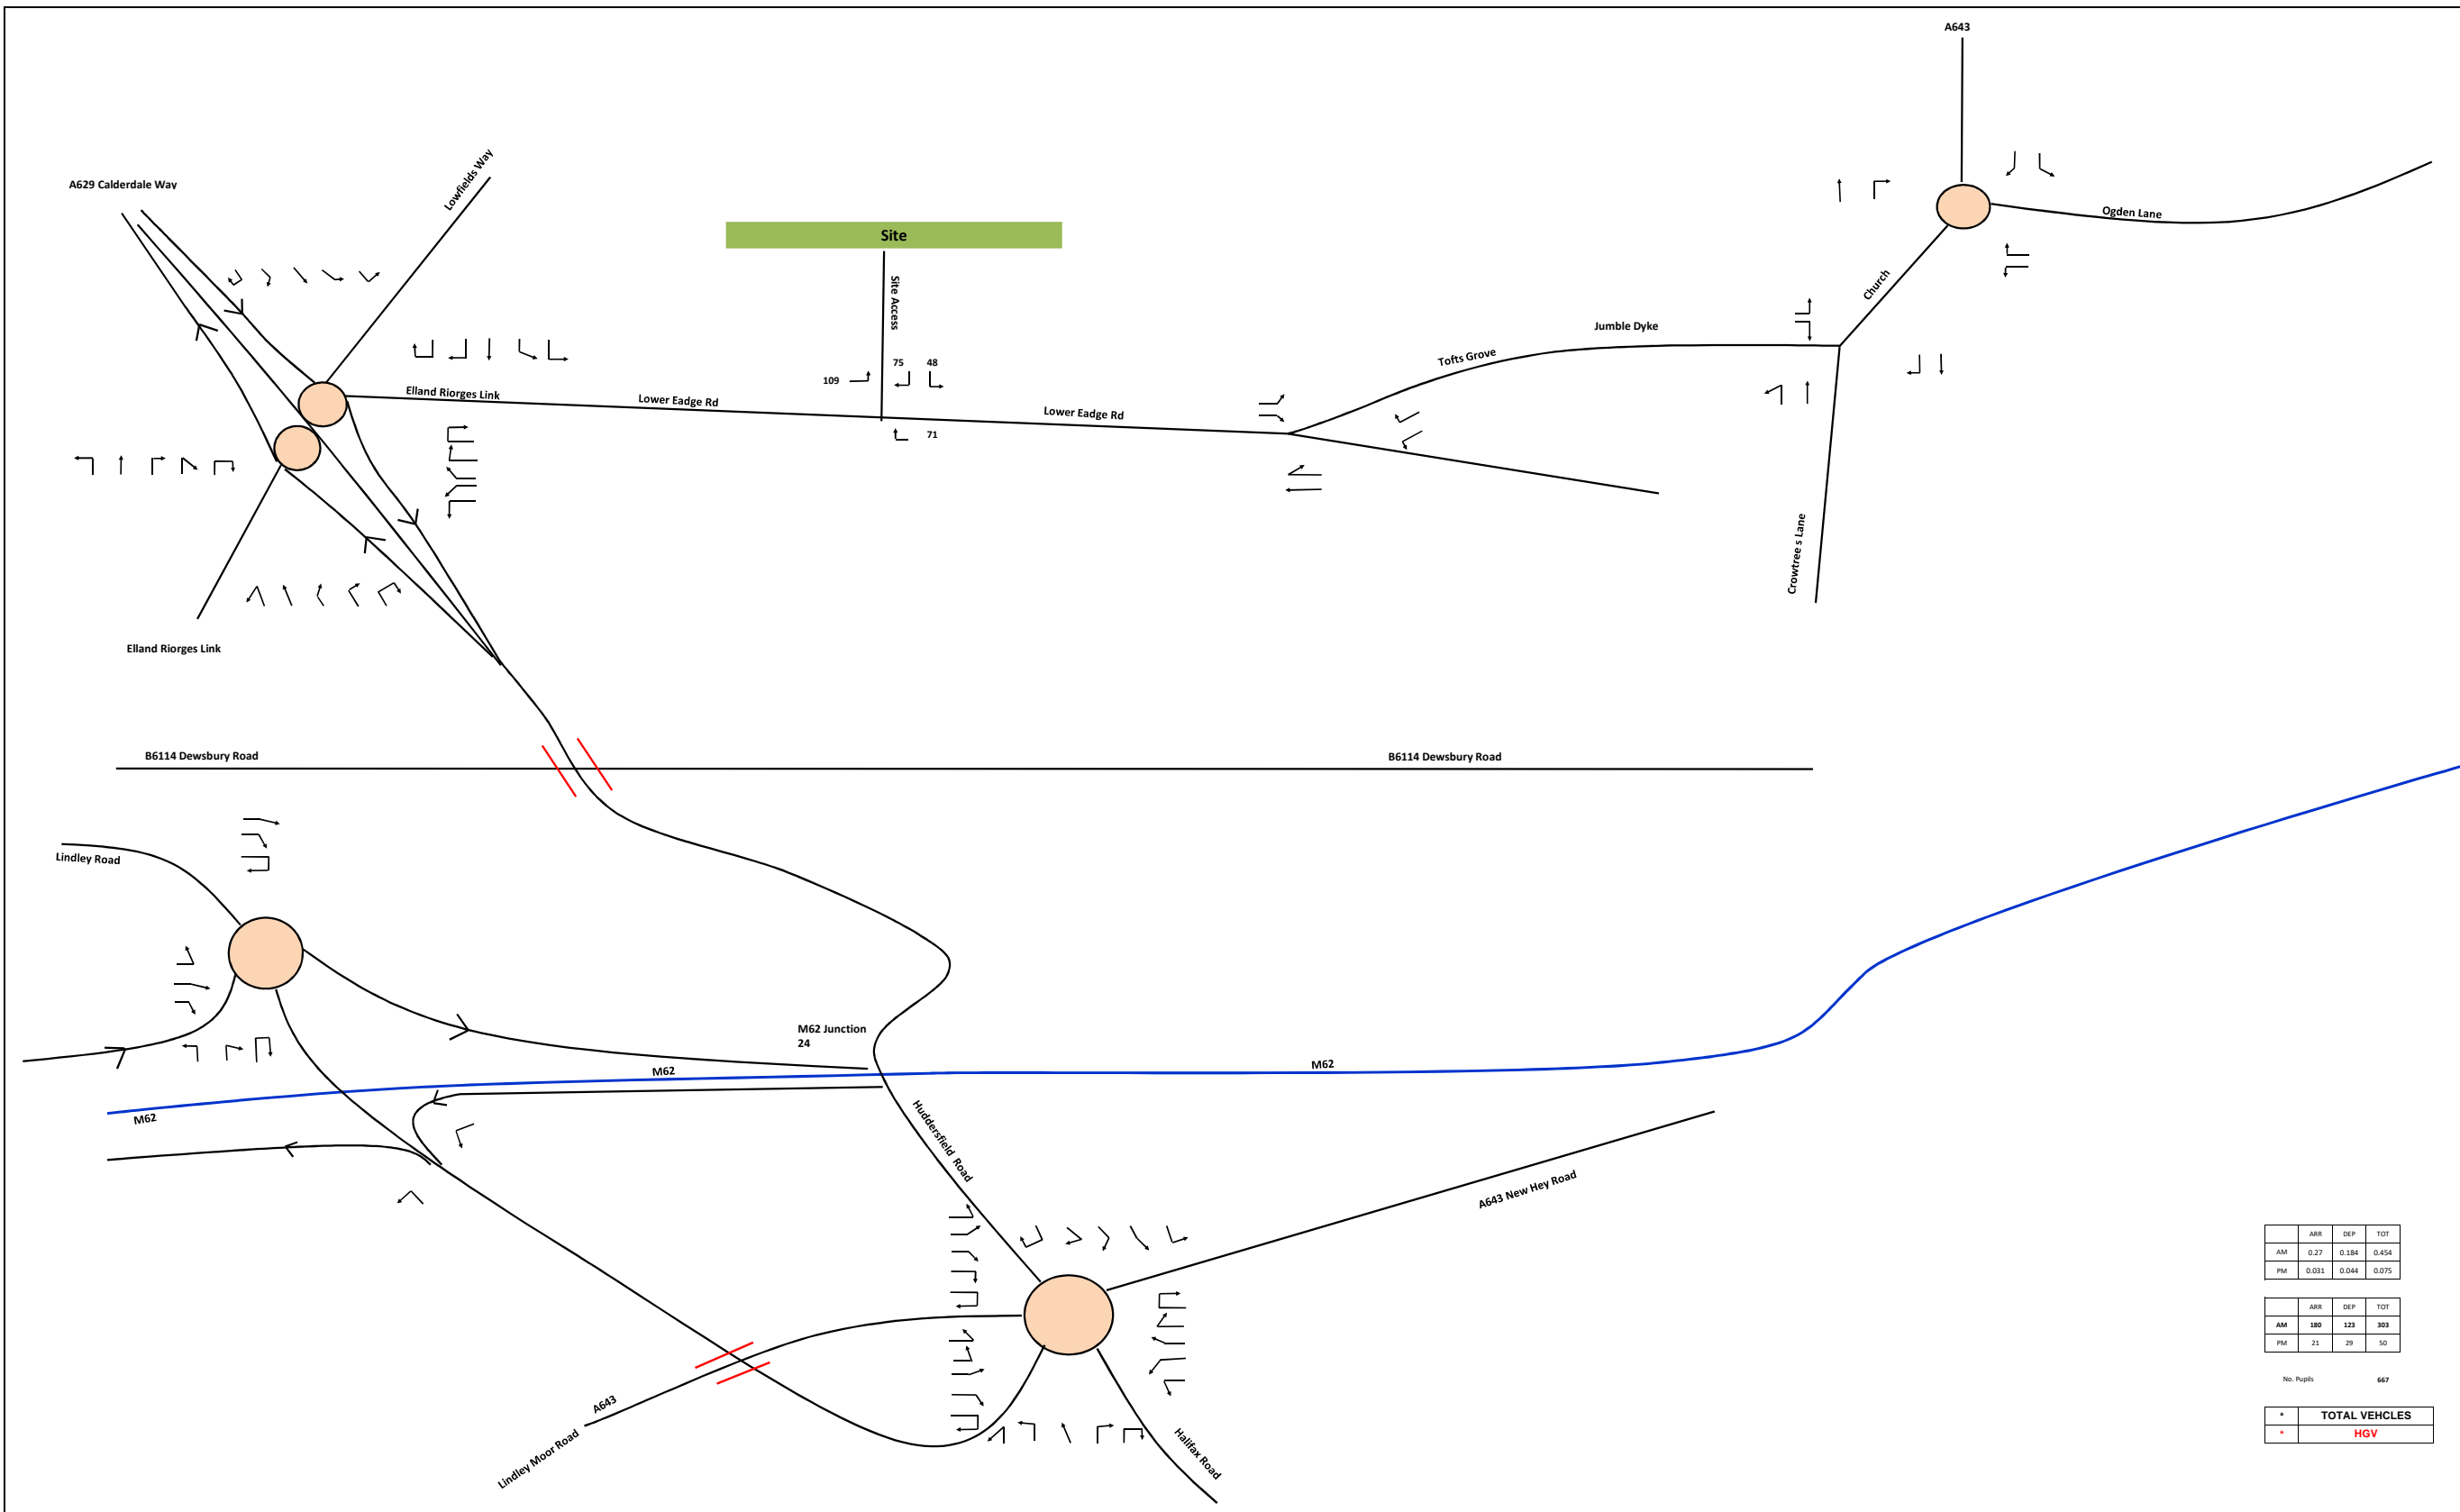 A643
A629 Calderdale Way
Lowfields Way
Ogden Lane
Site
Site Access
Church
Jumble Dyke
Tofts Grove
75 48
109
Elland Riorges Link
Lower Eadge Rd
Lower Eadge Rd
71
Crowtree s Lane
Elland Riorges Link
B6114 Dewsbury Road
B6114 Dewsbury Road
Lindley Road
M62 Junction
24
M62
M62
M62
Huddersfield Road
A643 New Hey Road
A643
Lindley Moor Road
Halifax Road
ARR DEP TOT
AM 0.27 0.184 0.454
PM 0.031 0.044 0.075
ARR DEP TOT
AM 180 123 303
PM 21 29 50
No. Pupils 667
* TOTAL VEHCLES
* HGV